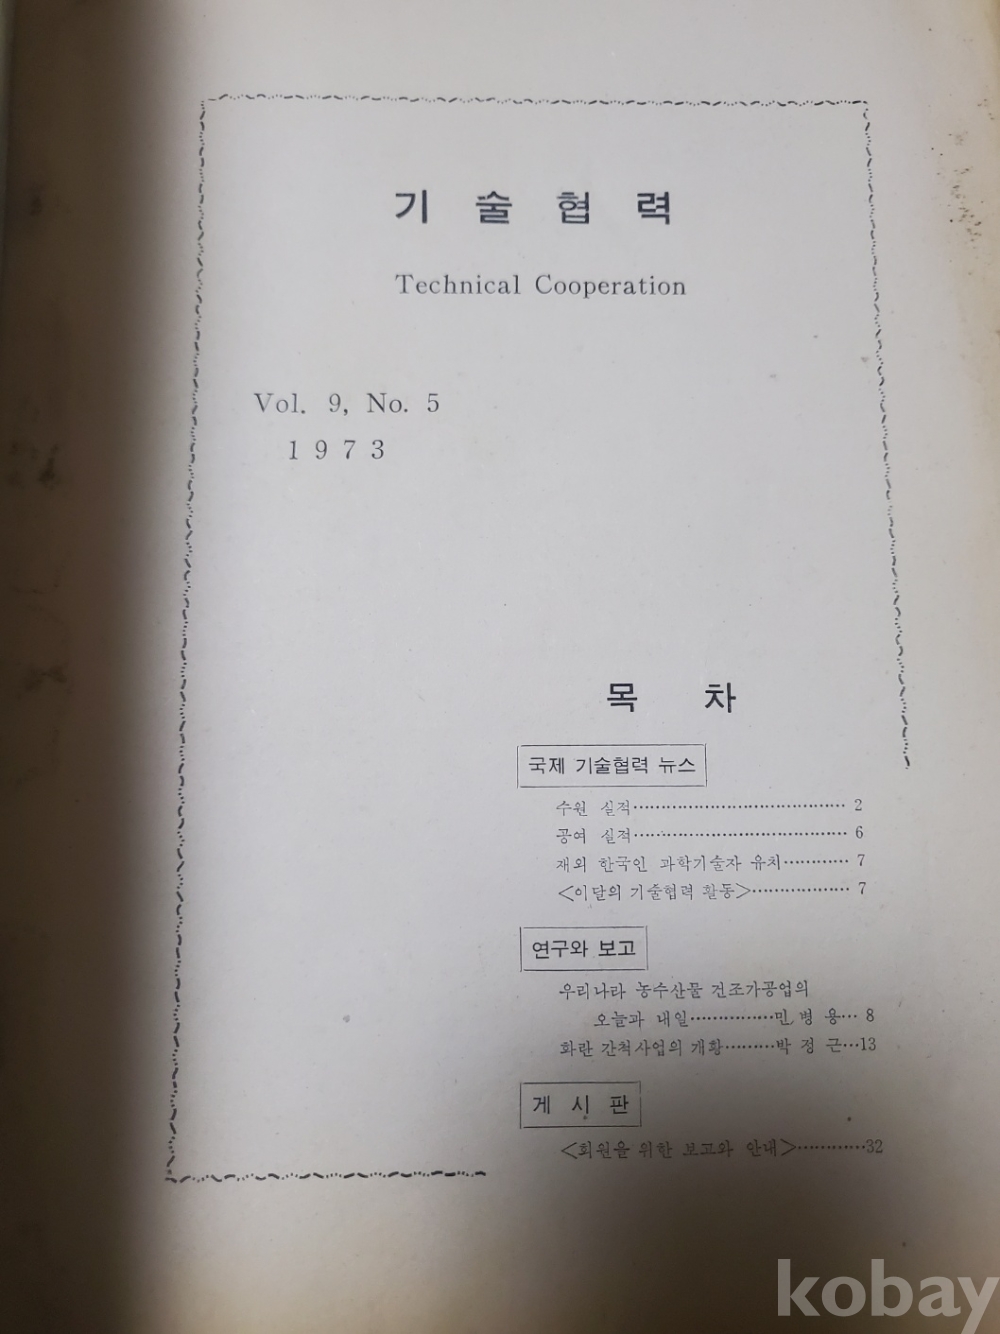 기 술 협 력
Technical Cooperation
Vol. 9, No. 5
1 9 7 3
목 차
국제 기술협력 뉴스
수원 실적…………………………………… 2
공여 실적…………………………………… 6
재외 한국인 과학기술자 유치………… 7
<이달의 기술협력 활동>……………… 7
연구와 보고
우리나라 농수산물 건조가공업의
오늘과 내일……………민 병 용… 8
화란 간척사업의 개황………박 정 근…13
게 시 판
<회원을 위한 보고와 안내>…………32
kobay